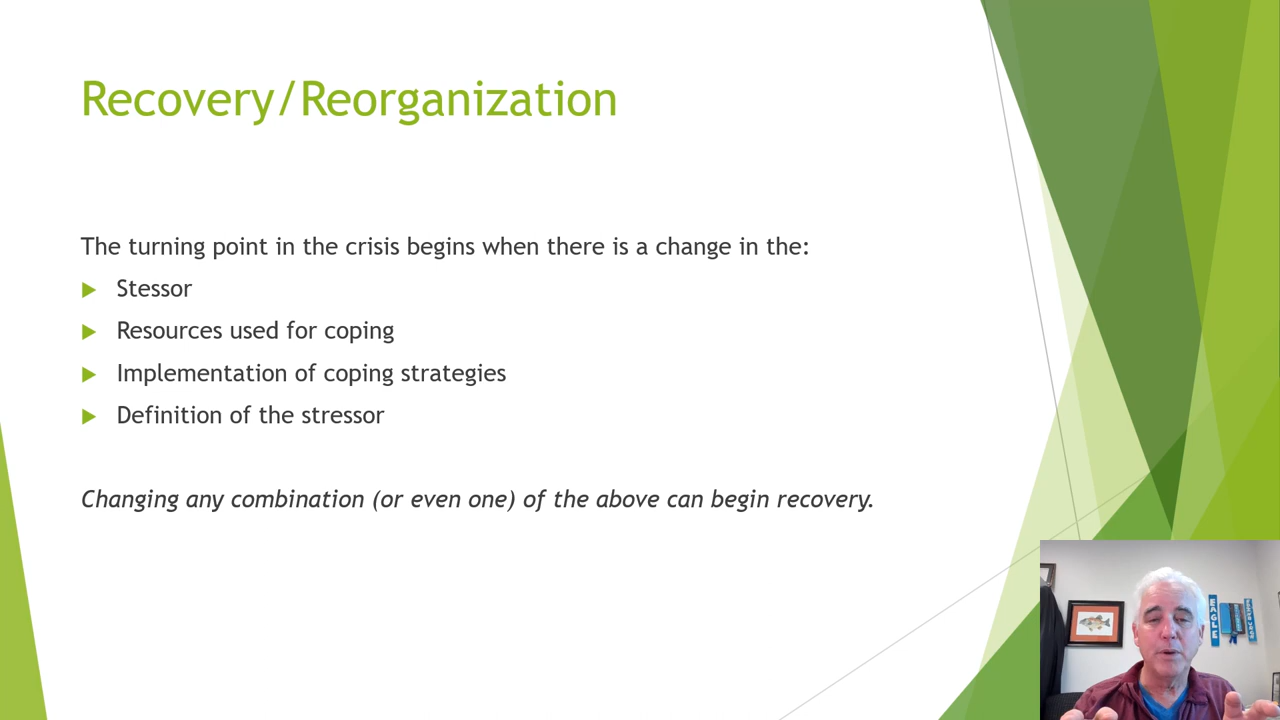 Recovery/Reorganization
The turning point in the crisis begins when there is a change in the:
Stessor
Resources used for coping
Implementation of coping strategies
Definition of the stressor
Changing any combination (or even one) of the above can begin recovery.
EAGLE